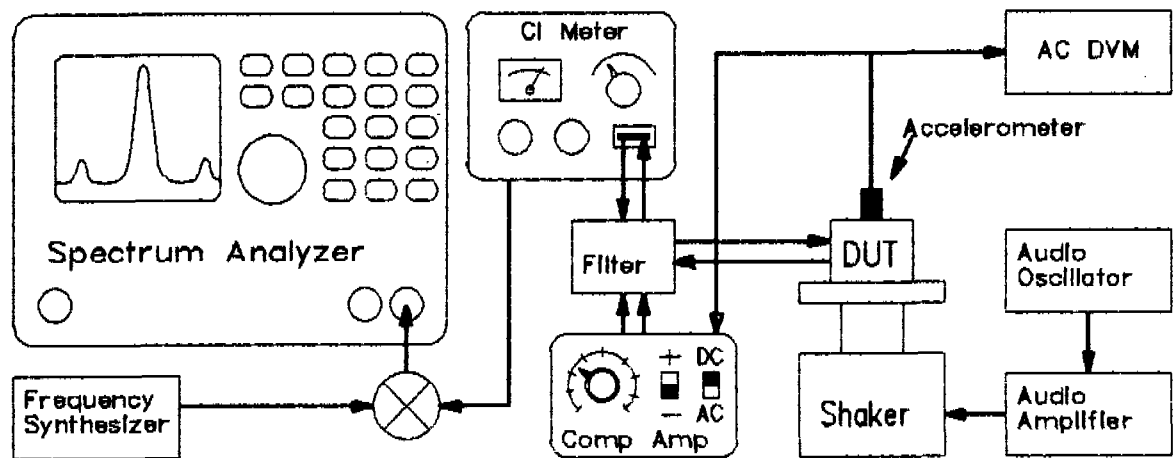 CI Meter
AC DVM
Accelerometer
Spectrum Analyzer
Filter
DUT
Audio
Oscillator
+ DC
- AC
Comp Amp
Frequency
Synthesizer
Shaker
Audio
Amplifier